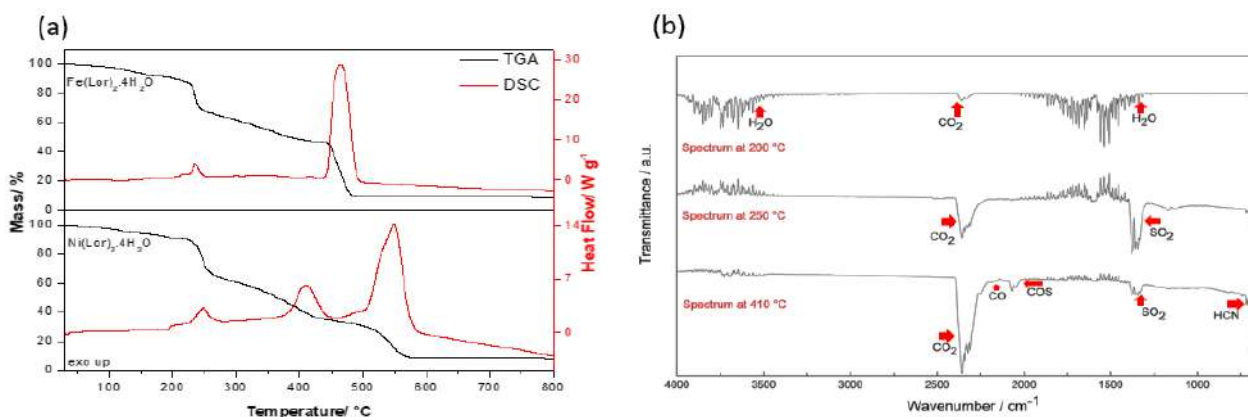 (a)
100
80
60
40
20
0
Fe(Lor)2.4H2O
TGA
DSC
30
20
10
0
Mass/ %
Heat Flow/ W g-1
100
80
60
40
20
0
Ni(Lor)2.4H2O
exo up
14
7
0
100 200 300 400 500 600 700 800
Temperature/ °C
(b)
Transmittance / a.u.
H2O
CO2
H2O
Spectrum at 200 °C
Spectrum at 250 °C
CO2
SO2
Spectrum at 410 °C
CO
COS
SO2
HCN
CO2
4000 3500 3000 2500 2000 1500 1000
Wavenumber / cm-1